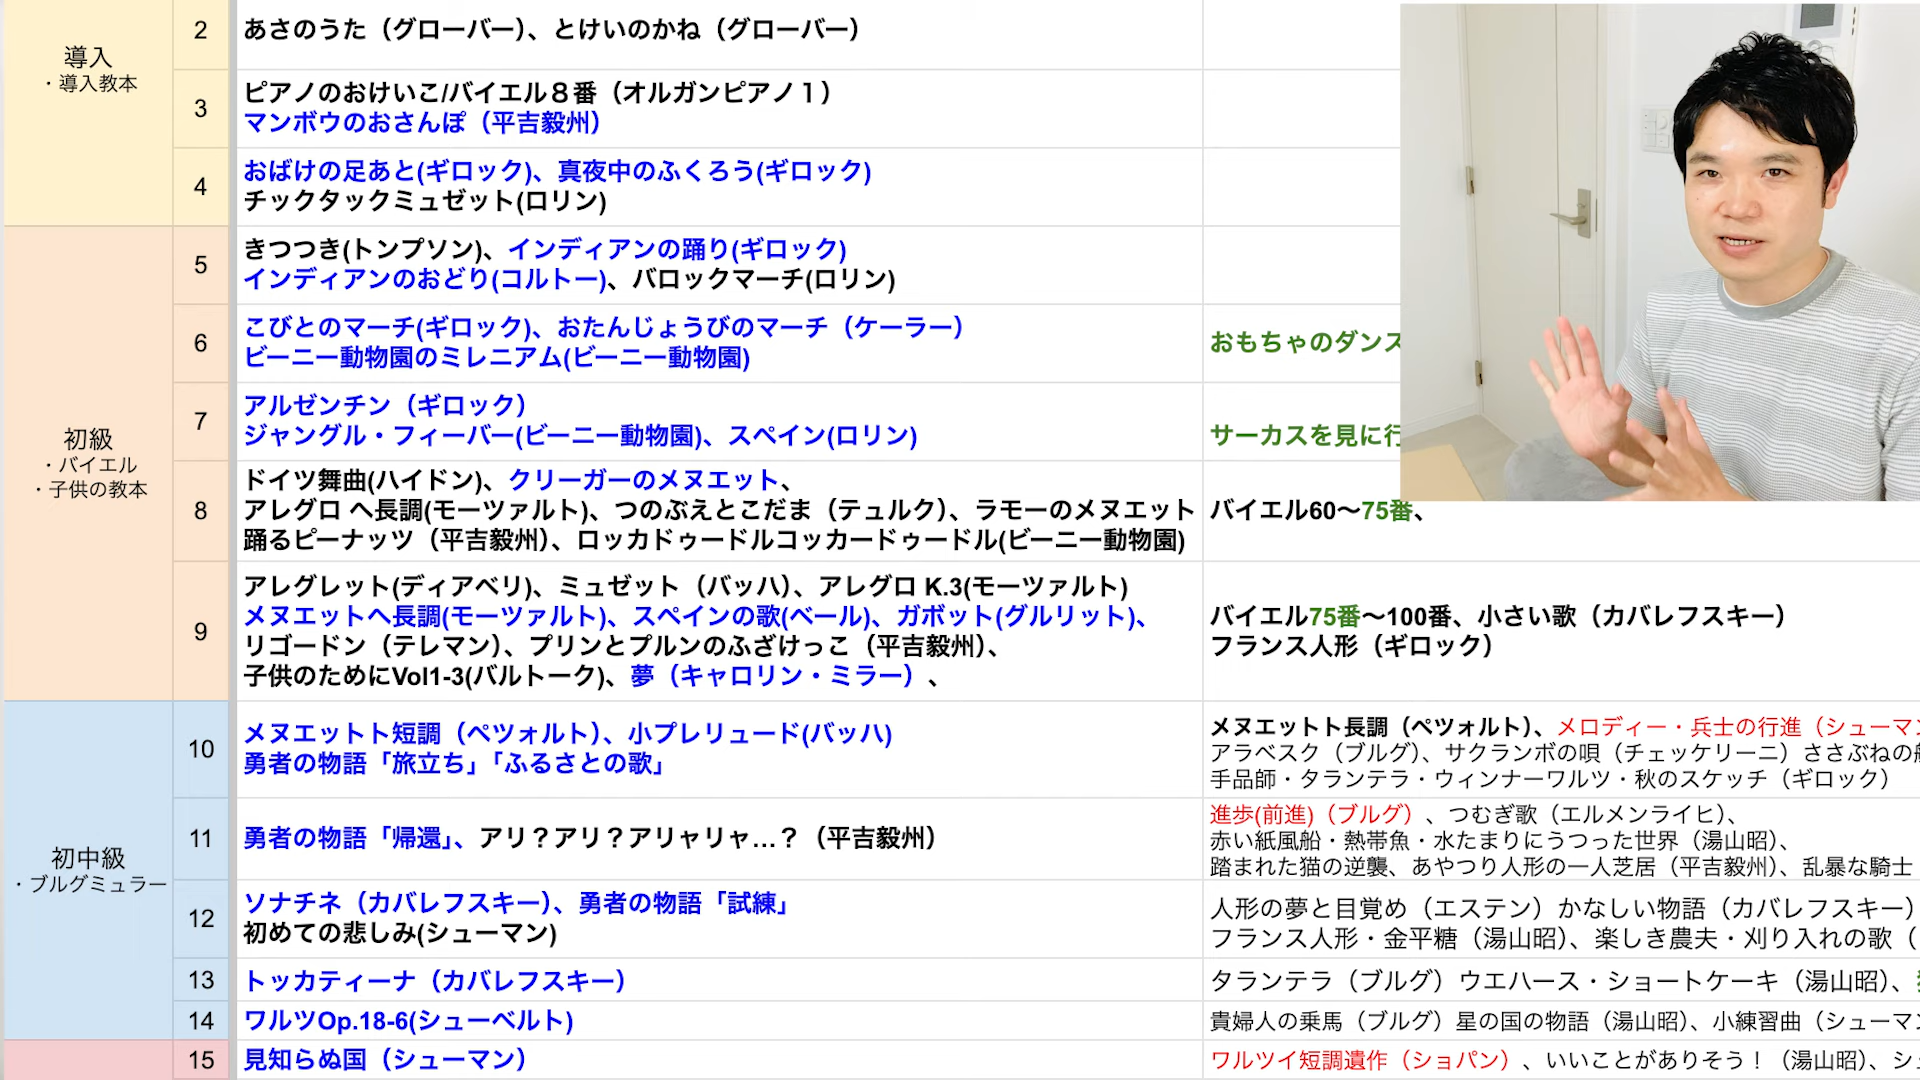 導入
・導入教本
2
あさのうた（グローバー）、とけいのかね（グローバー）
3
ピアノのおけいこ/バイエル８番（オルガンピアノ１）
マンボウのおさんぽ（平吉毅州）
4
おばけの足あと(ギロック)、真夜中のふくろう(ギロック)
チックタックミュゼット(ロリン)
初級
・バイエル
・子供の教本
5
きつつき(トンプソン)、インディアンの踊り(ギロック)
インディアンのおどり(コルトー)、バロックマーチ(ロリン)
6
こびとのマーチ(ギロック)、おたんじょうびのマーチ（ケーラー）
ビーニー動物園のミレニアム(ビーニー動物園)
おもちゃのダンス
7
アルゼンチン（ギロック）
ジャングル・フィーバー(ビーニー動物園)、スペイン(ロリン)
サーカスを見に行
8
ドイツ舞曲(ハイドン)、クリーガーのメヌエット、
アレグロ ヘ長調(モーツァルト)、つのぶえとこだま（テュルク）、ラモーのメヌエット
踊るピーナッツ（平吉毅州）、ロッカドゥードルコッカードゥードル(ビーニー動物園)
バイエル60〜75番、
9
アレグレット(ディアベリ)、ミュゼット（バッハ）、アレグロ K.3(モーツァルト)
メヌエットヘ長調(モーツァルト)、スペインの歌(ベール)、ガボット(グルリット)、
リゴードン（テレマン）、プリンとプルンのふざけっこ（平吉毅州）、
子供のためにVol1-3(バルトーク)、夢（キャロリン・ミラー）、
バイエル75番〜100番、小さい歌（カバレフスキー）
フランス人形（ギロック）
初中級
・ブルグミュラー
10
メヌエットト短調（ペツォルト）、小プレリュード(バッハ)
勇者の物語「旅立ち」「ふるさとの歌」
メヌエットト長調（ペツォルト）、メロディー・兵士の行進（シューマン
アラベスク（ブルグ）、サクランボの唄（チェッケリーニ）ささぶねの
手品師・タランテラ・ウィンナーワルツ・秋のスケッチ（ギロック）
11
勇者の物語「帰還」、アリ？アリ？アリャリャ…？（平吉毅州）
進歩(前進)（ブルグ）、つむぎ歌（エルメンライヒ）、
赤い紙風船・熱帯魚・水たまりにうつった世界（湯山昭）、
踏まれた猫の逆襲、あやつり人形の一人芝居（平吉毅州）、乱暴な騎士
12
ソナチネ（カバレフスキー）、勇者の物語「試練」
初めての悲しみ(シューマン)
人形の夢と目覚め（エステン）かなしい物語（カバレフスキー）
フランス人形・金平糖（湯山昭）、楽しき農夫・刈り入れの歌（
13
トッカティーナ（カバレフスキー）
タランテラ（ブルグ）ウエハース・ショートケーキ（湯山昭）、
14
ワルツOp.18-6(シューベルト)
貴婦人の乗馬（ブルグ）星の国の物語（湯山昭）、小練習曲（シューマン
15
見知らぬ国（シューマン）
ワルツイ短調遺作（ショパン）、いいことがありそう！（湯山昭）、シ